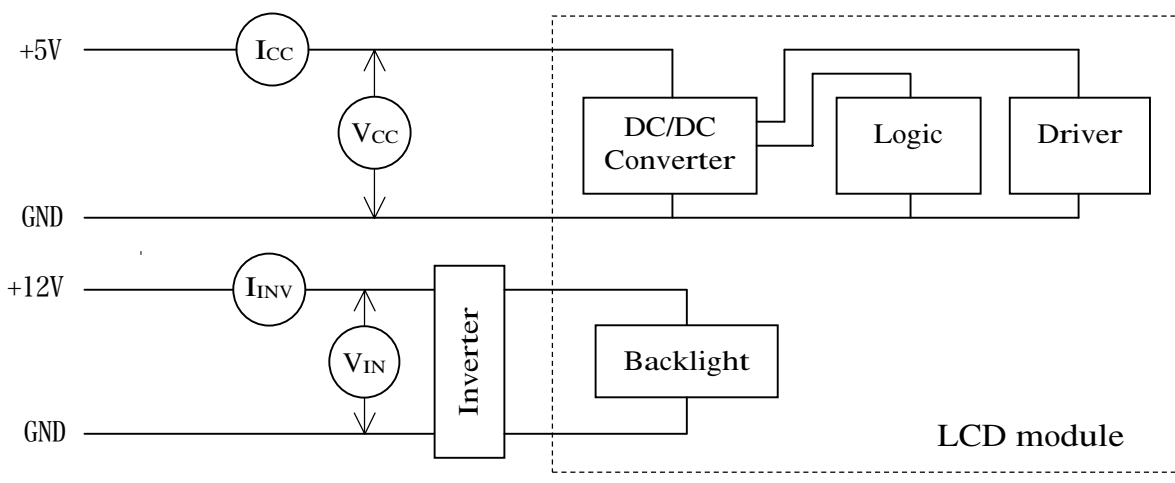 +5V
ICC
VCC
GND
DC/DC
Converter
Logic
Driver
+12V
IINV
VIN
GND
Inverter
Backlight
LCD module